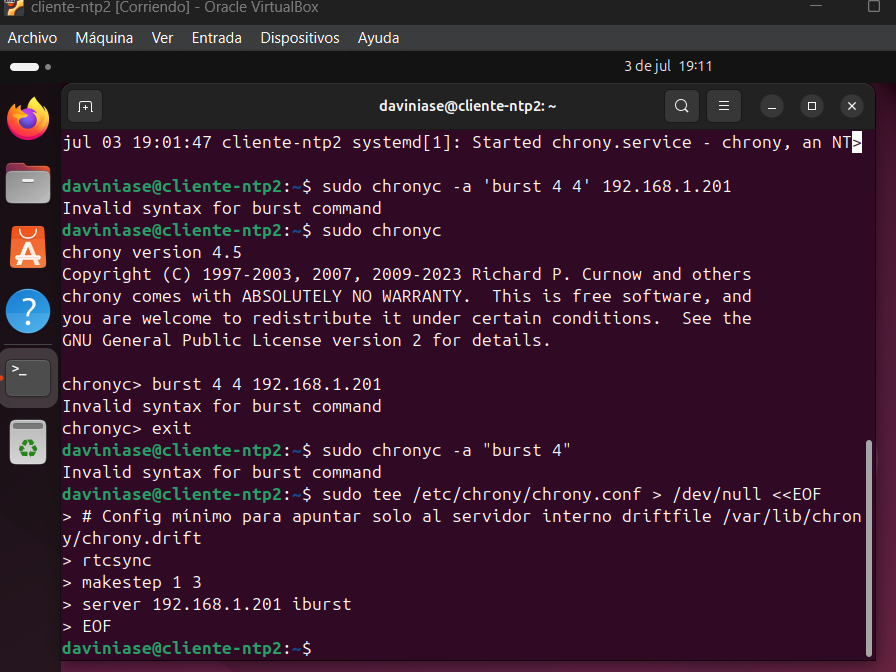 cliente-ntp2 [Corriendo] - Oracle VirtualBox
Archivo Máquina Ver Entrada Dispositivos Ayuda
3 de jul 19:11
daviniase@cliente-ntp2: ~
jul 03 19:01:47 cliente-ntp2 systemd[1]: Started chrony.service - chrony, an NT>
daviniase@cliente-ntp2:~$ sudo chronyc -a 'burst 4 4' 192.168.1.201
Invalid syntax for burst command
daviniase@cliente-ntp2:~$ sudo chronyc
chrony version 4.5
Copyright (C) 1997-2003, 2007, 2009-2023 Richard P. Curnow and others
chrony comes with ABSOLUTELY NO WARRANTY.  This is free software, and
you are welcome to redistribute it under certain conditions.  See the
GNU General Public License version 2 for details.
chronyc> burst 4 4 192.168.1.201
Invalid syntax for burst command
chronyc> exit
daviniase@cliente-ntp2:~$ sudo chronyc -a "burst 4"
Invalid syntax for burst command
daviniase@cliente-ntp2:~$ sudo tee /etc/chrony/chrony.conf > /dev/null <<EOF
> # Config mínimo para apuntar solo al servidor interno driftfile /var/lib/chron
y/chrony.drift
> rtcsync
> makestep 1 3
> server 192.168.1.201 iburst
> EOF
daviniase@cliente-ntp2:~$